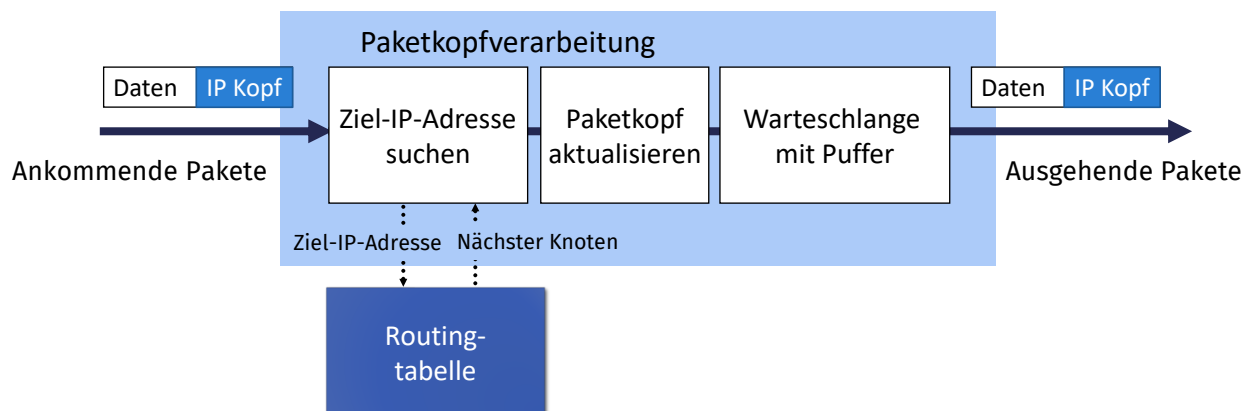 Paketkopfverarbeitung
Daten IP Kopf
Ankommende Pakete
Ziel-IP-Adresse
suchen
Paketkopf
aktualisieren
Warteschlange
mit Puffer
Daten IP Kopf
Ausgehende Pakete
Ziel-IP-Adresse
Nächster Knoten
Routing-
tabelle